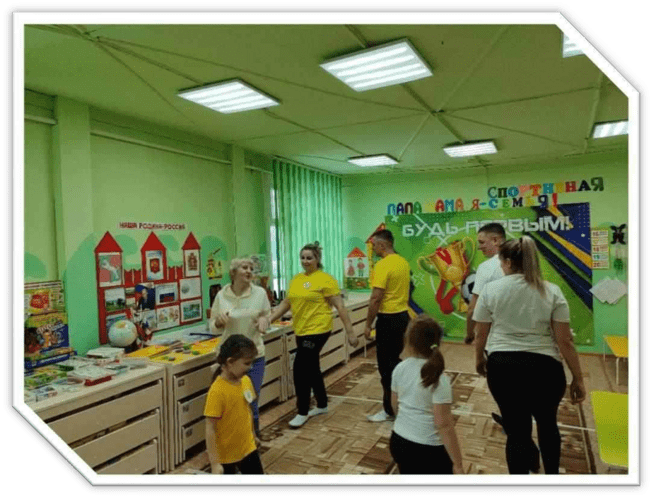 НАША РОДИНА-РОССИЯ
ПАПА МАМА Я-СЕМЬЯ!
СПОРТИВНАЯ
БУДЬ ПЕРВЫМ!